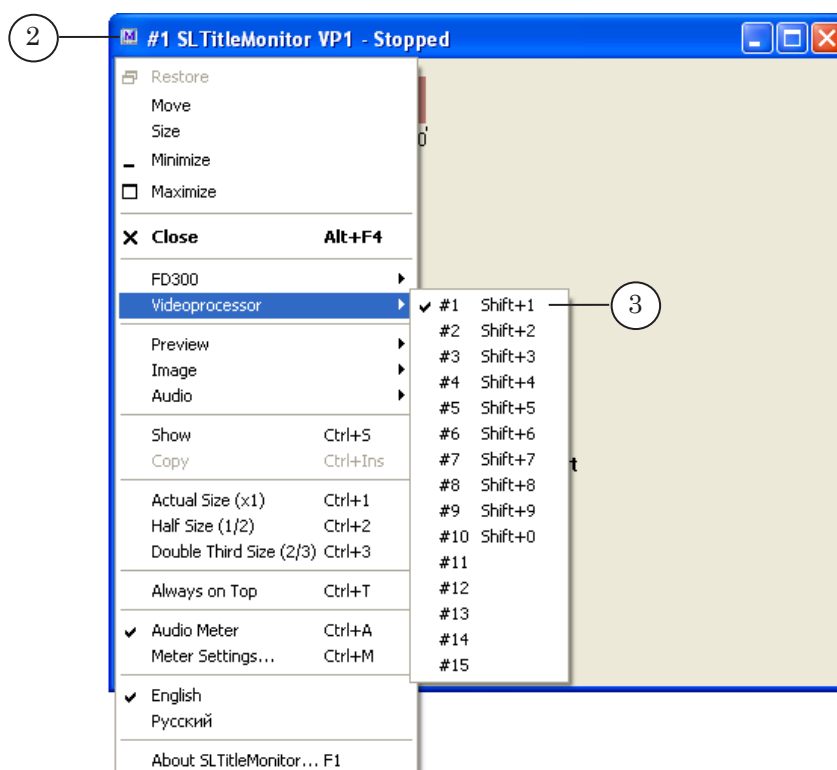 2
#1 SLTitleMonitor VP1 - Stopped
Restore
Move
Size
Minimize
Maximize
Close Alt+F4
FD300
Videoprocessor
Preview
Image
Audio
Show Ctrl+S
Copy Ctrl+Ins
Actual Size (x1) Ctrl+1
Half Size (1/2) Ctrl+2
Double Third Size (2/3) Ctrl+3
Always on Top Ctrl+T
Audio Meter Ctrl+A
Meter Settings... Ctrl+M
English
Русский
About SLTitleMonitor... F1
#1 Shift+1
3
#2 Shift+2
#3 Shift+3
#4 Shift+4
#5 Shift+5
#6 Shift+6
#7 Shift+7
#8 Shift+8
#9 Shift+9
#10 Shift+0
#11
#12
#13
#14
#15